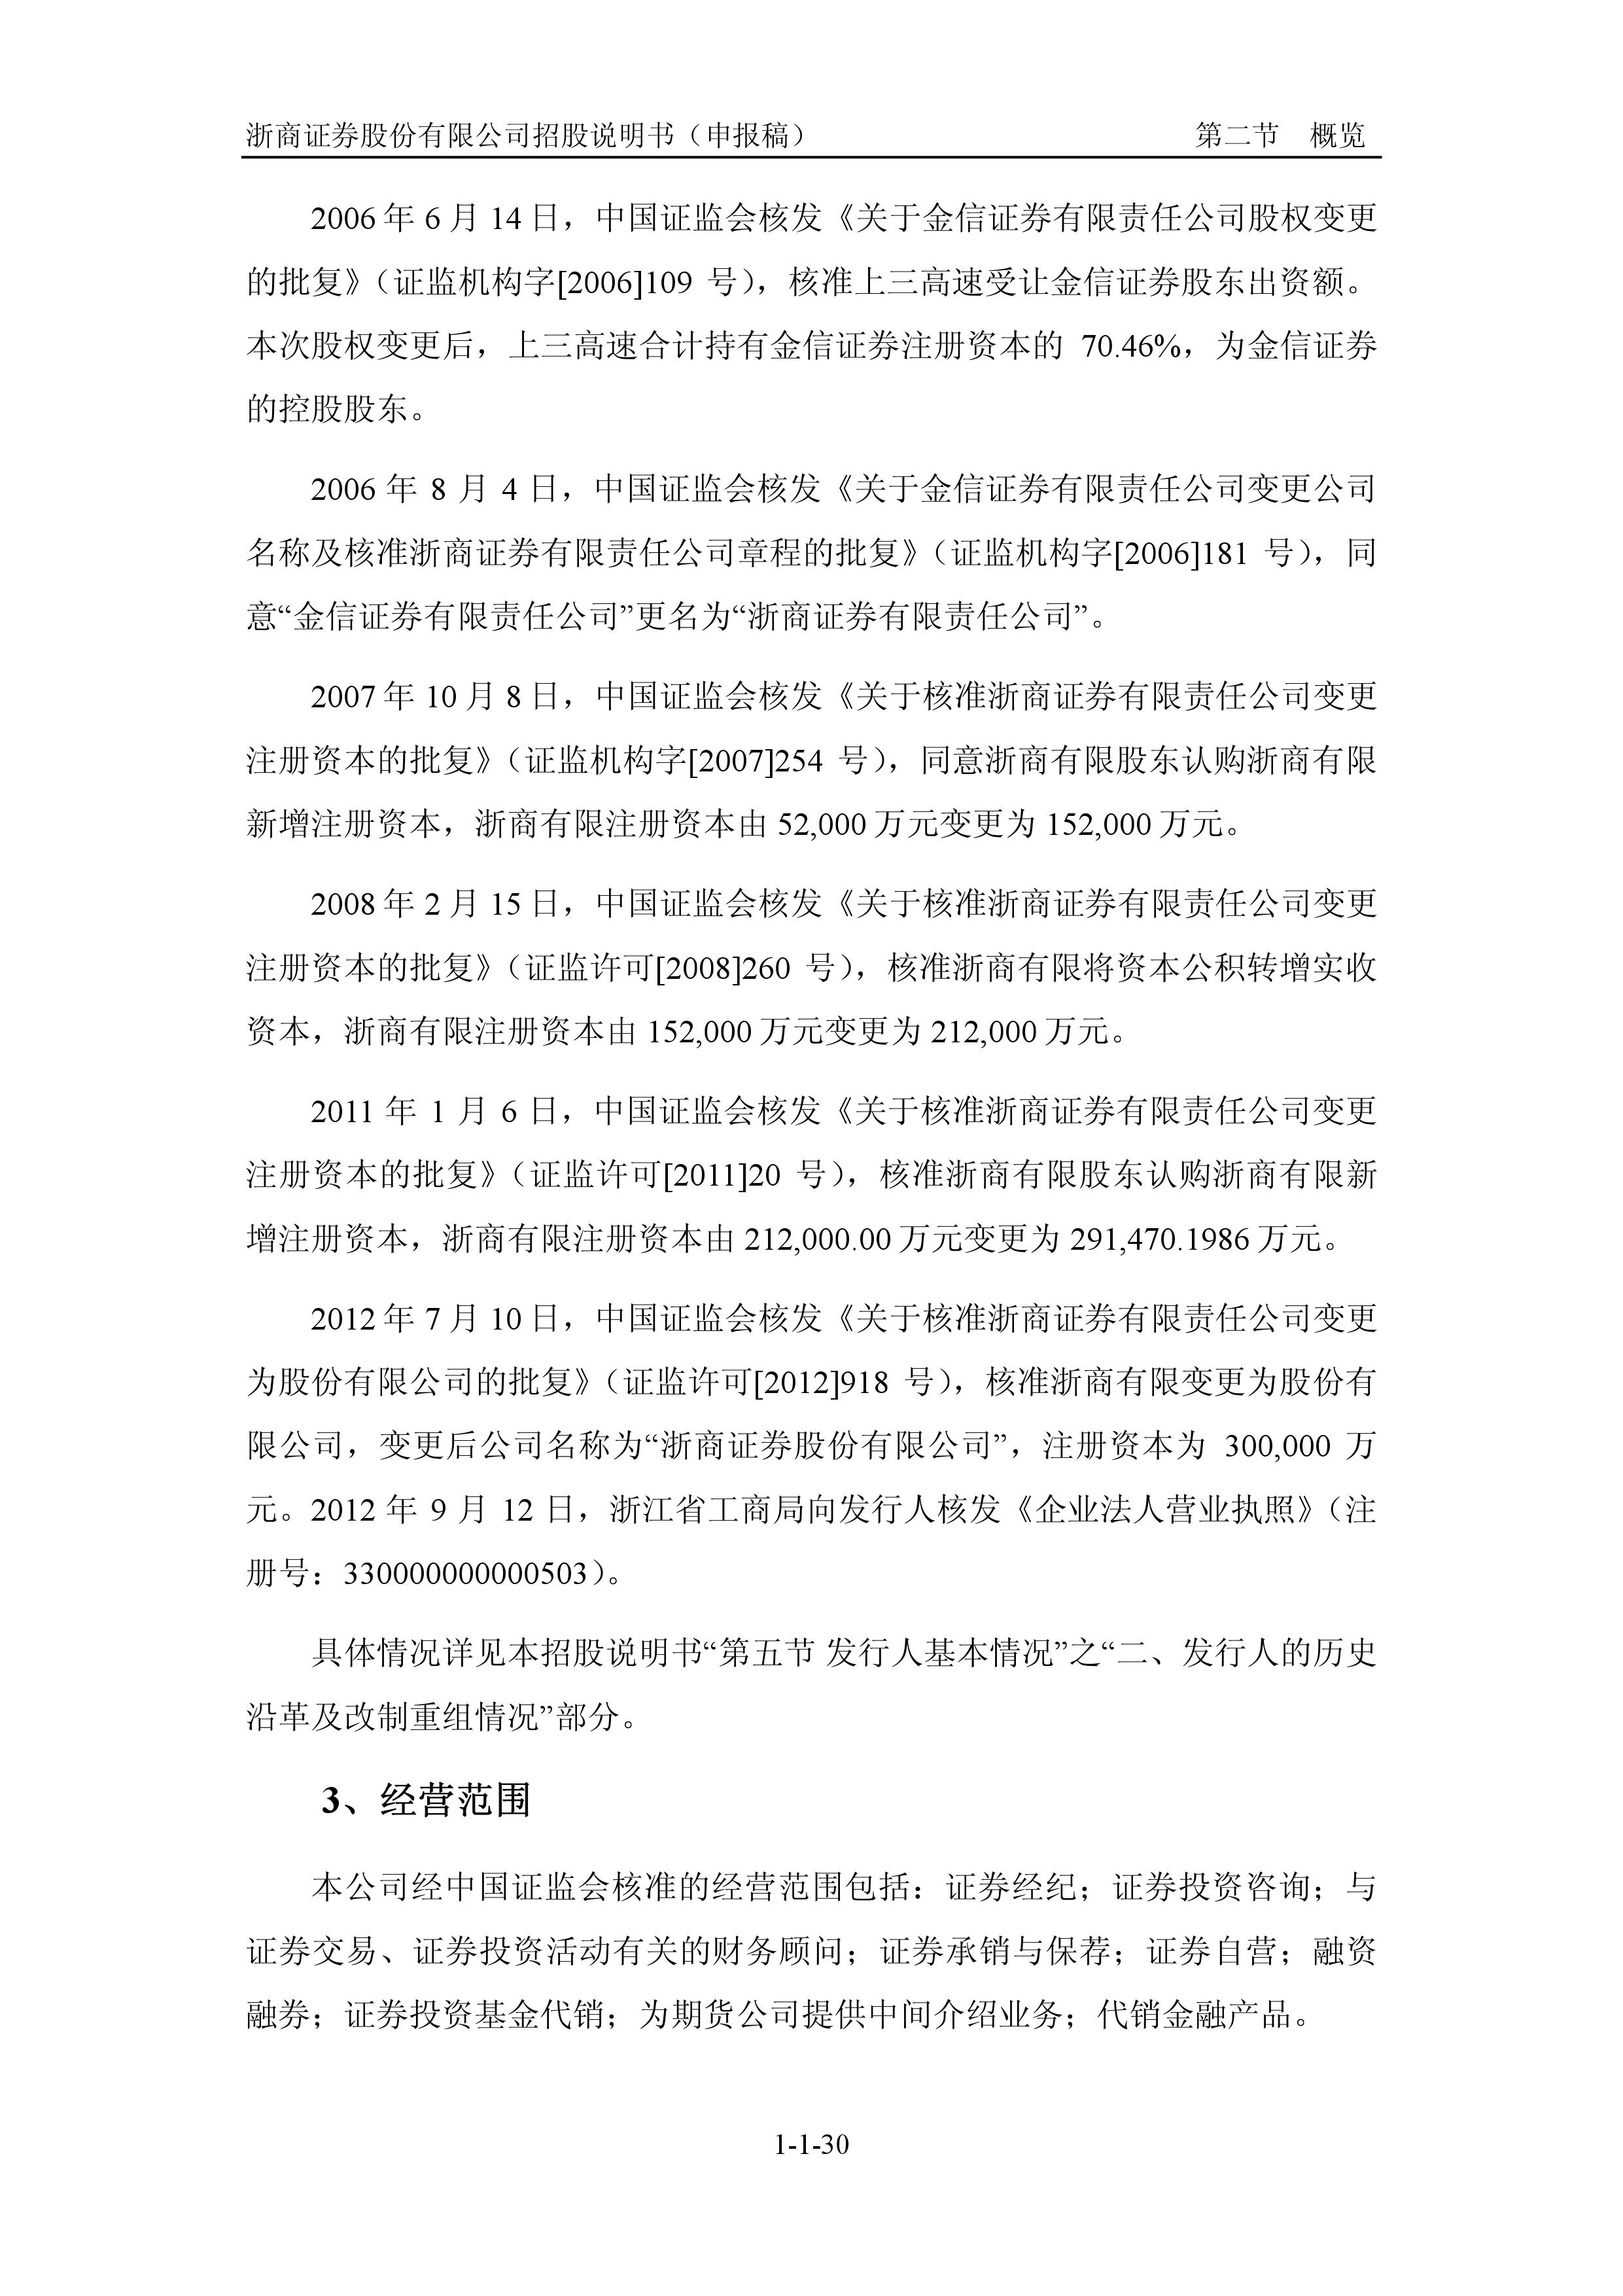 浙商证券股份有限公司招股说明书（申报稿） 第二节 概览
2006 年 6 月 14 日，中国证监会核发《关于金信证券有限责任公司股权变更
的批复》（证监机构字[2006]109 号），核准上三高速受让金信证券股东出资额。
本次股权变更后，上三高速合计持有金信证券注册资本的 70.46%，为金信证券
的控股股东。
2006 年 8 月 4 日，中国证监会核发《关于金信证券有限责任公司变更公司
名称及核准浙商证券有限责任公司章程的批复》（证监机构字[2006]181 号），同
意“金信证券有限责任公司”更名为“浙商证券有限责任公司”。
2007 年 10 月 8 日，中国证监会核发《关于核准浙商证券有限责任公司变更
注册资本的批复》（证监机构字[2007]254 号），同意浙商有限股东认购浙商有限
新增注册资本，浙商有限注册资本由 52,000 万元变更为 152,000 万元。
2008 年 2 月 15 日，中国证监会核发《关于核准浙商证券有限责任公司变更
注册资本的批复》（证监许可[2008]260 号），核准浙商有限将资本公积转增实收
资本，浙商有限注册资本由 152,000 万元变更为 212,000 万元。
2011 年 1 月 6 日，中国证监会核发《关于核准浙商证券有限责任公司变更
注册资本的批复》（证监许可[2011]20 号），核准浙商有限股东认购浙商有限新
增注册资本，浙商有限注册资本由 212,000.00 万元变更为 291,470.1986 万元。
2012 年 7 月 10 日，中国证监会核发《关于核准浙商证券有限责任公司变更
为股份有限公司的批复》（证监许可[2012]918 号），核准浙商有限变更为股份有
限公司，变更后公司名称为“浙商证券股份有限公司”，注册资本为 300,000 万
元。2012 年 9 月 12 日，浙江省工商局向发行人核发《企业法人营业执照》（注
册号：330000000000503）。
具体情况详见本招股说明书“第五节 发行人基本情况”之“二、发行人的历史
沿革及改制重组情况”部分。
3、经营范围
本公司经中国证监会核准的经营范围包括：证券经纪；证券投资咨询；与
证券交易、证券投资活动有关的财务顾问；证券承销与保荐；证券自营；融资
融券；证券投资基金代销；为期货公司提供中间介绍业务；代销金融产品。
1-1-30